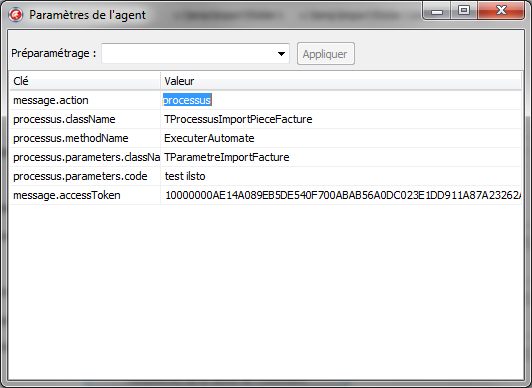 Paramètres de l'agent
Préparamétrage : Appliquer
Clé Valeur
message.action processus
processus.className TProcessusImportPieceFacture
processus.methodName ExecuterAutomate
processus.parameters.classNa TParametreImportFacture
processus.parameters.code test ilsto
message.accessToken 10000000AE14A089EB5DE540F700ABAB56A0DC023E1DD911A87A23262A